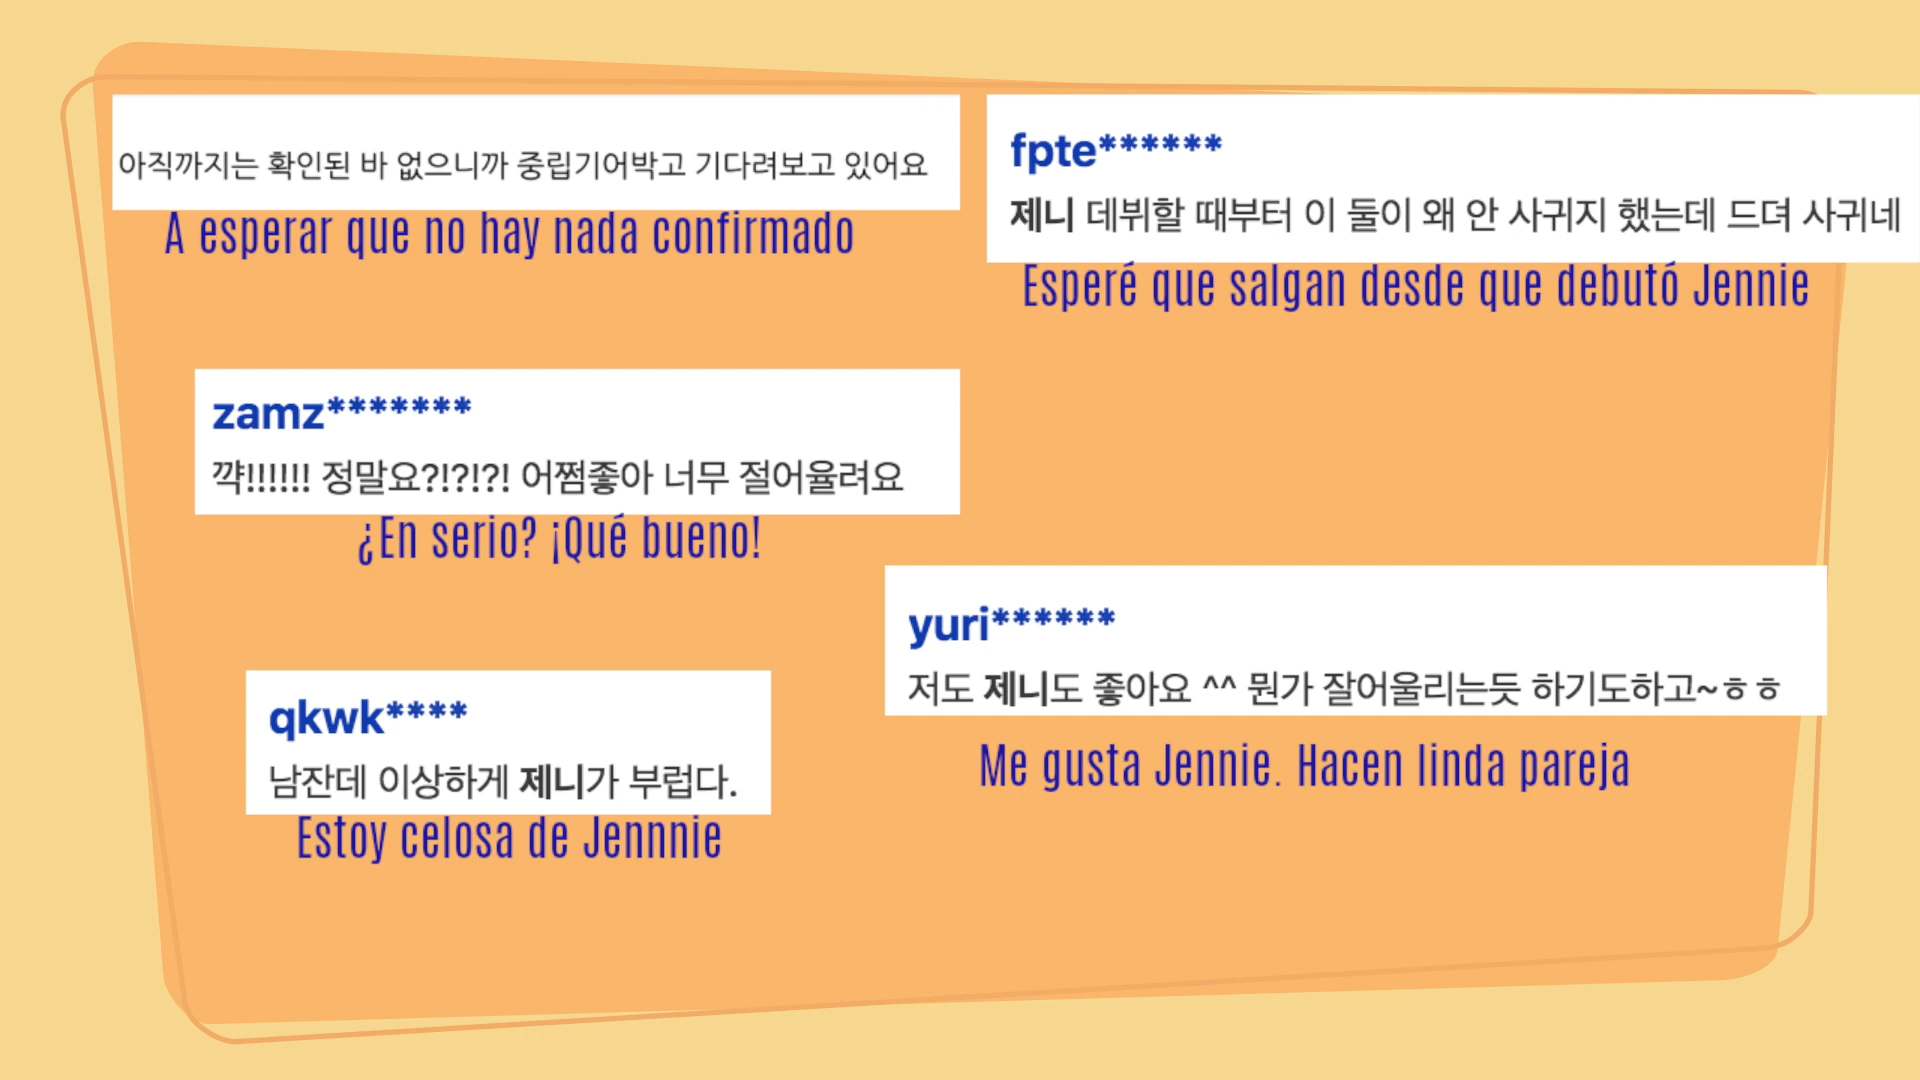 아직까지는 확인된 바 없으니까 중립기어박고 기다려보고 있어요
A esperar que no hay nada confirmado
fpte******
제니 데뷔할 때부터 이 둘이 왜 안 사귀지 했는데 드뎌 사귀네
Esperé que salgan desde que debutó Jennie
zamz*******
꺅!!!!!! 정말요?!?!?! 어쩜좋아 너무 절어율려요
¿En serio? ¡Qué bueno!
yuri******
저도 제니도 좋아요 ^^ 뭔가 잘어울리는듯 하기도하고~ㅎㅎ
Me gusta Jennie. Hacen linda pareja
qkwk****
남잔데 이상하게 제니가 부럽다.
Estoy celosa de Jennnie